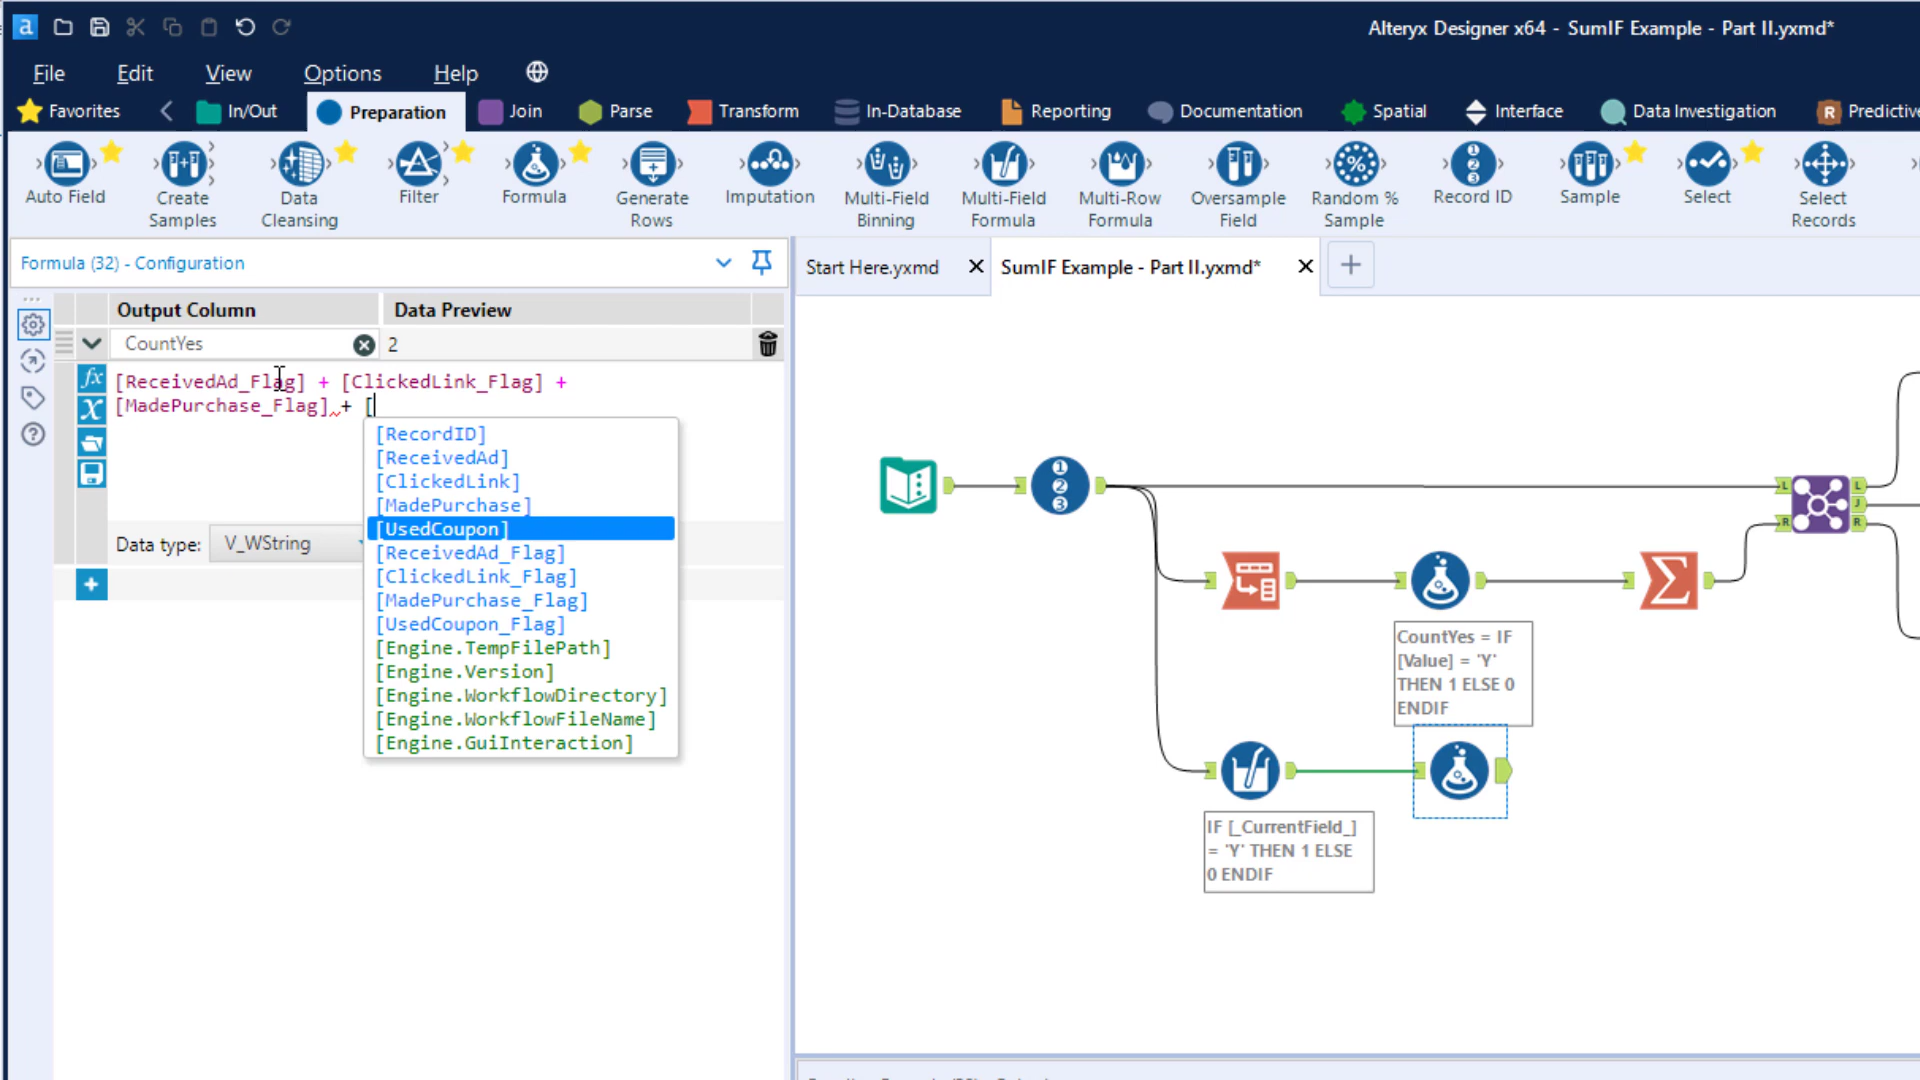 a
Alteryx Designer x64 - SumIF Example - Part II.yxmd*
File Edit View Options Help
Favorites In/Out Preparation Join Parse Transform In-Database Reporting Documentation Spatial Interface Data Investigation R Predictive
Auto Field
Create Samples
Data Cleansing
Filter
Formula
Generate Rows
Imputation
Multi-Field Binning
Multi-Field Formula
Multi-Row Formula
Oversample Field
Random % Sample
Record ID
Sample
Select
Select Records
Formula (32) - Configuration
Start Here.yxmd
SumIF Example - Part II.yxmd*
Output Column Data Preview
CountYes 2
[ReceivedAd_Flag] + [ClickedLink_Flag] +
[MadePurchase_Flag] + [
[RecordID]
[ReceivedAd]
[ClickedLink]
[MadePurchase]
[UsedCoupon]
[ReceivedAd_Flag]
[ClickedLink_Flag]
[MadePurchase_Flag]
[UsedCoupon_Flag]
[Engine.TempFilePath]
[Engine.Version]
[Engine.WorkflowDirectory]
[Engine.WorkflowFileName]
[Engine.GuiInteraction]
Data type: V_WString
L
R
L
J
R
1
2
3
CountYes = IF
[Value] = 'Y'
THEN 1 ELSE 0
ENDIF
IF [_CurrentField_]
= 'Y' THEN 1 ELSE
0 ENDIF